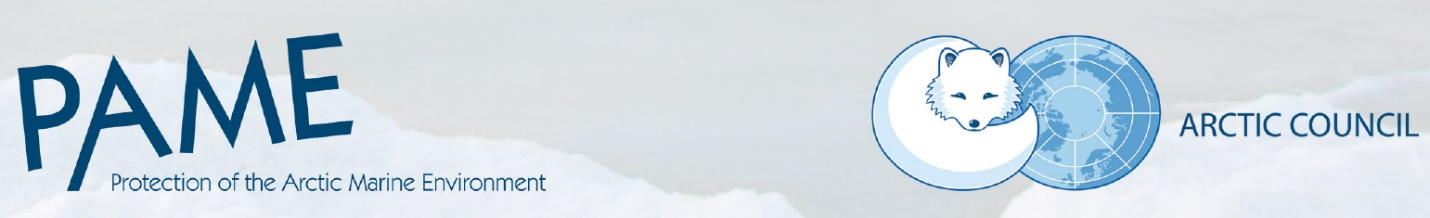 PAME
Protection of the Arctic Marine Environment
ARCTIC COUNCIL